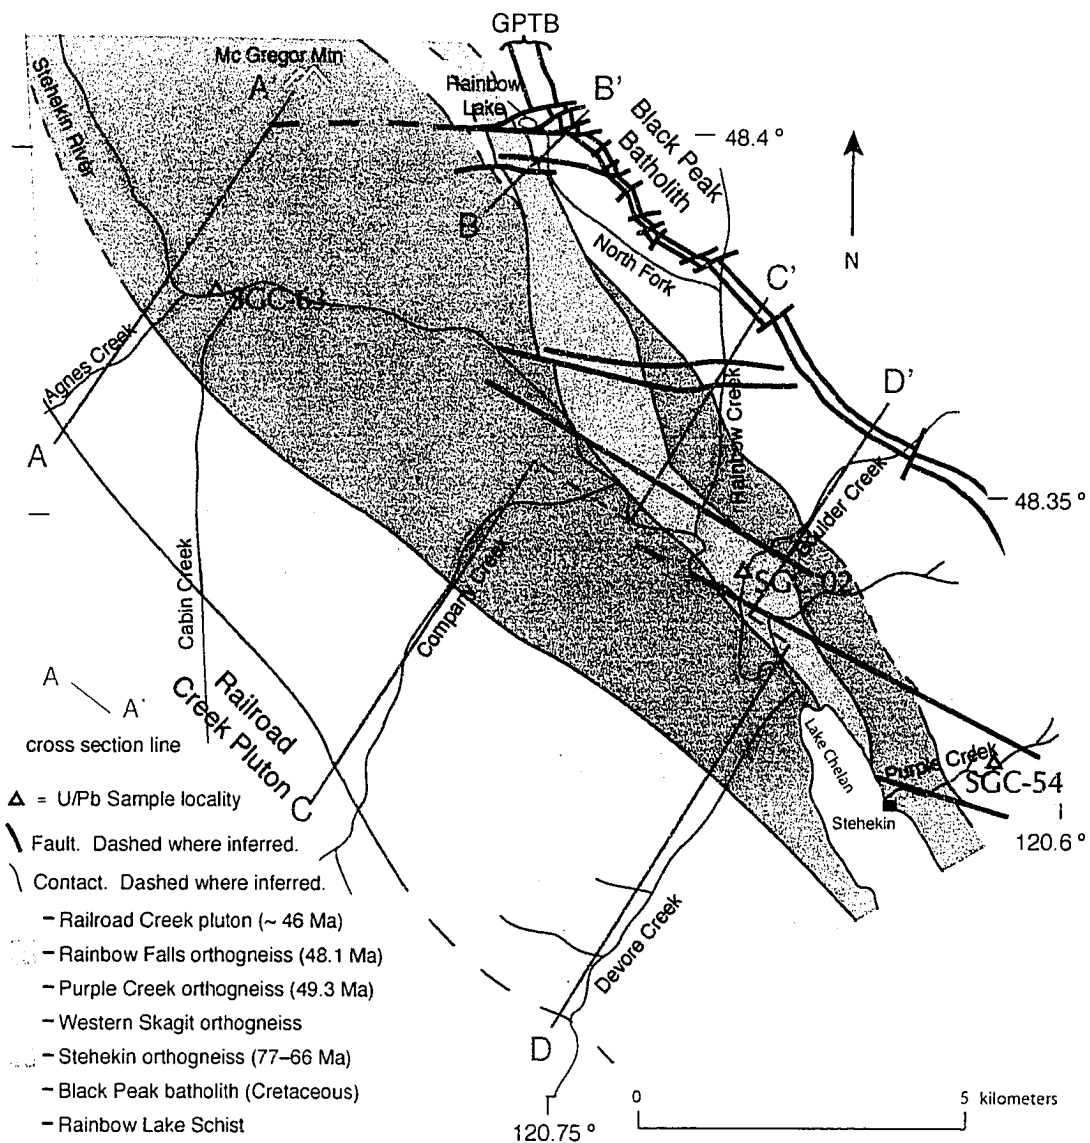 GPTB
Mc Gregor Mtn
A'
Rainbow
Lake
B'
Black Peak
Batholith
48.4 °
Stehekin River
B
North Fork
N
C'
SGC-63
Agnes Creek
A
Rainbow Creek
D'
Boulder Creek
48.35 °
SGC-02
Cabin Creek
Company Creek
Railroad
Creek Pluton
C
A
A'
cross section line
Lake Chelan
Purple Creek
SGC-54
Stehekin
120.6 °
Δ = U/Pb Sample locality
Fault. Dashed where inferred.
Contact. Dashed where inferred.
– Railroad Creek pluton (~ 46 Ma)
– Rainbow Falls orthogneiss (48.1 Ma)
– Purple Creek orthogneiss (49.3 Ma)
– Western Skagit orthogneiss
– Stehekin orthogneiss (77–66 Ma)
– Black Peak batholith (Cretaceous)
– Rainbow Lake Schist
Devore Creek
D
120.75 °
0 5 kilometers